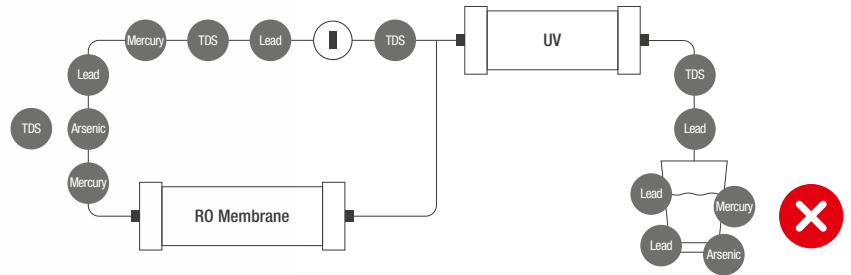 Mercury
TDS
Lead
TDS
UV
Lead
TDS
TDS
Arsenic
Lead
Mercury
RO Membrane
Lead
Mercury
Lead
Arsenic